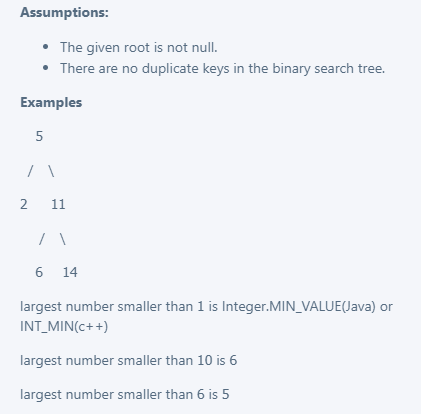 Assumptions:
• The given root is not null.
• There are no duplicate keys in the binary search tree.
Examples
5
/ \
2 11
/ \
6 14
largest number smaller than 1 is Integer.MIN_VALUE(Java) or
INT_MIN(c++)
largest number smaller than 10 is 6
largest number smaller than 6 is 5